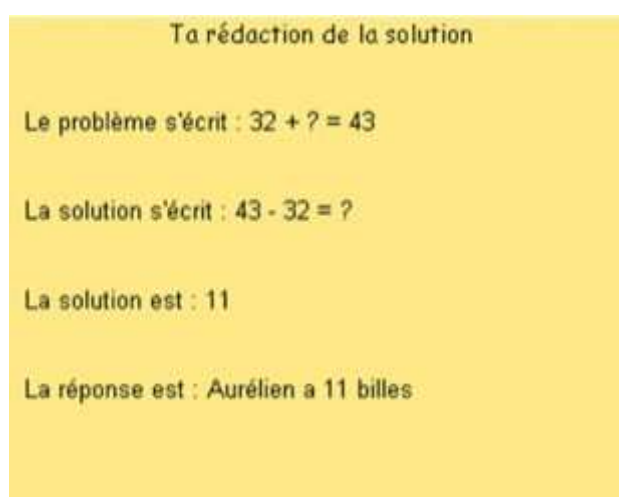 Ta rédaction de la solution
Le problème s'écrit : 32 + ? = 43
La solution s'écrit : 43 - 32 = ?
La solution est : 11
La réponse est : Aurélien a 11 billes